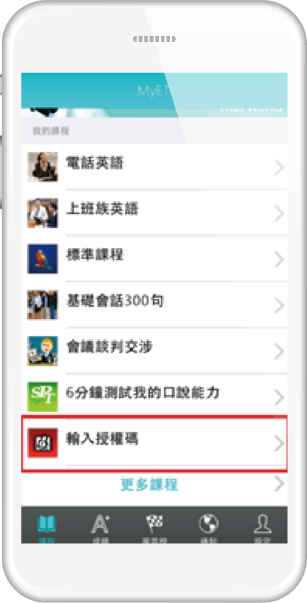 MyET
我的課程
電話英語
上班族英語
標準課程
基礎會話300句
會議談判交涉
SPT
6分鐘測試我的口說能力
輸入授權碼
更多課程
課程
成績
設定